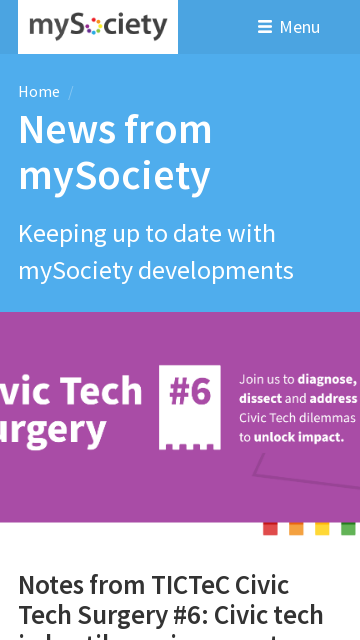 mySociety
Menu
Home /
News from
mySociety
Keeping up to date with
mySociety developments
vic Tech
urgery
#6
Join us to diagnose,
dissect and address
Civic Tech dilemmas
to unlock impact.
Notes from TICTeC Civic
Tech Surgery #6: Civic tech